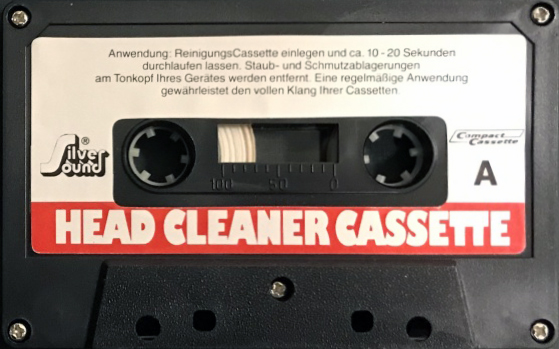 Anwendung: ReinigungsCassette einlegen und ca. 10 - 20 Sekunden
durchlaufen lassen. Staub- und Schmutzablagerungen
am Tonkopf Ihres Gerätes werden entfernt. Eine regelmäßige Anwendung
gewährleistet den vollen Klang Ihrer Cassetten
Silver ®
Sound
Compact
Cassette
A
100 50 0
HEAD CLEANER CASSETTE